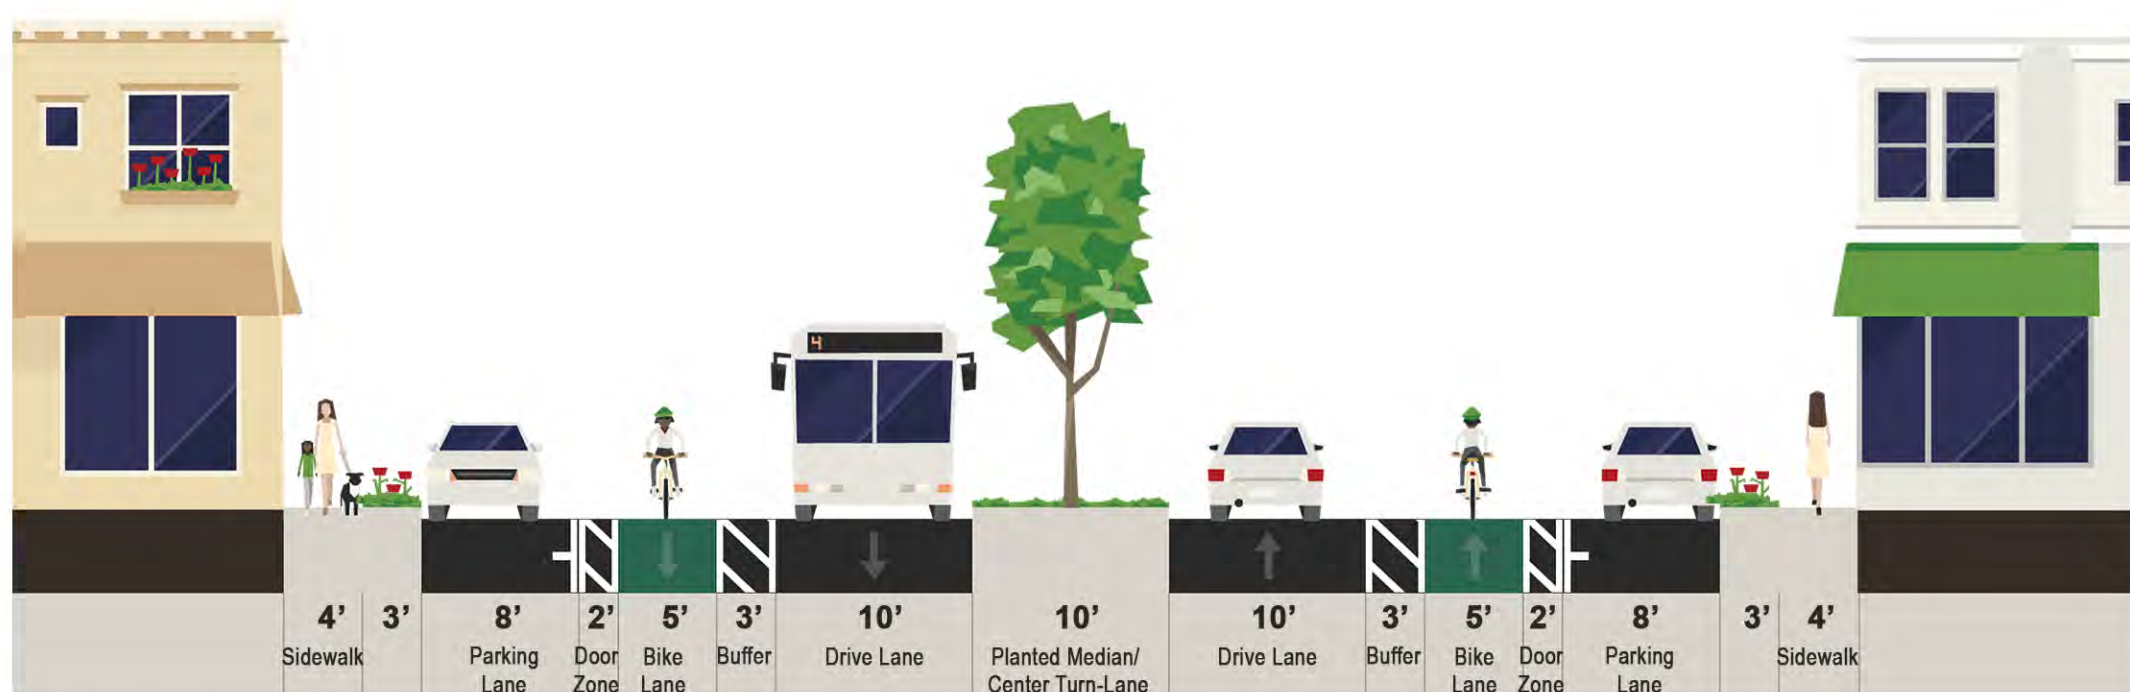 4
4’ 3’ 8’ 2’ 5’ 3’ 10’ 10’ 10’ 3’ 5’ 2’ 8’ 3’ 4’
Sidewalk Parking Door Bike Buffer Drive Lane Planted Median/ Drive Lane Buffer Bike Door Parking Sidewalk
Lane Zone Lane Center Turn-Lane Lane Zone Lane